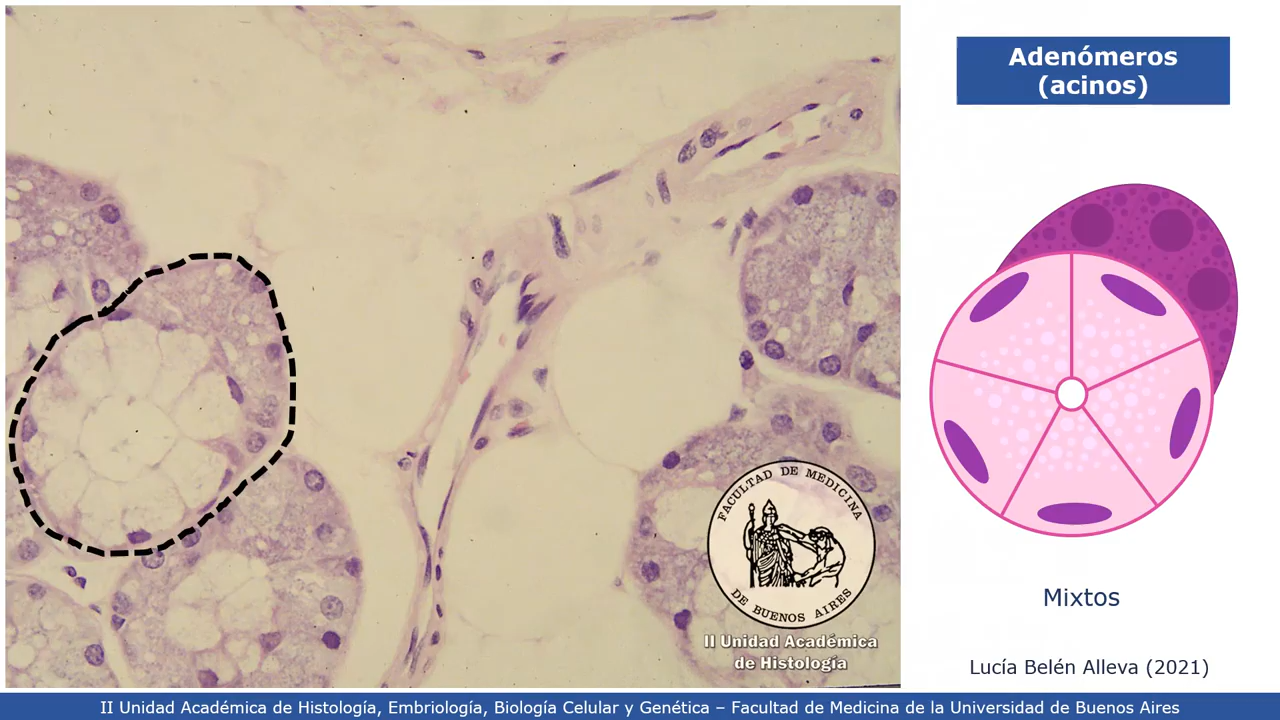 Adenómeros
(acinos)
FACULTAD DE MEDICINA
DE BUENOS AIRES
II Unidad Académica
de Histología
Mixtos
Lucía Belén Alleva (2021)
II Unidad Académica de Histología, Embriología, Biología Celular y Genética – Facultad de Medicina de la Universidad de Buenos Aires